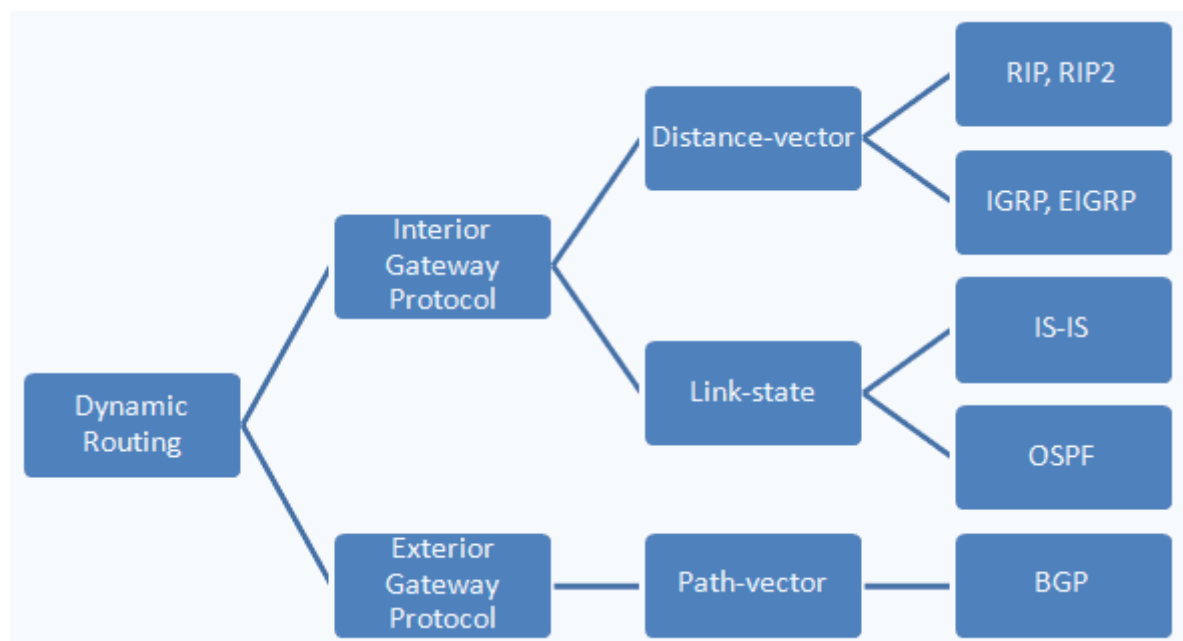 Dynamic
Routing
Interior
Gateway
Protocol
Exterior
Gateway
Protocol
Distance-vector
Link-state
Path-vector
RIP, RIP2
IGRP, EIGRP
IS-IS
OSPF
BGP